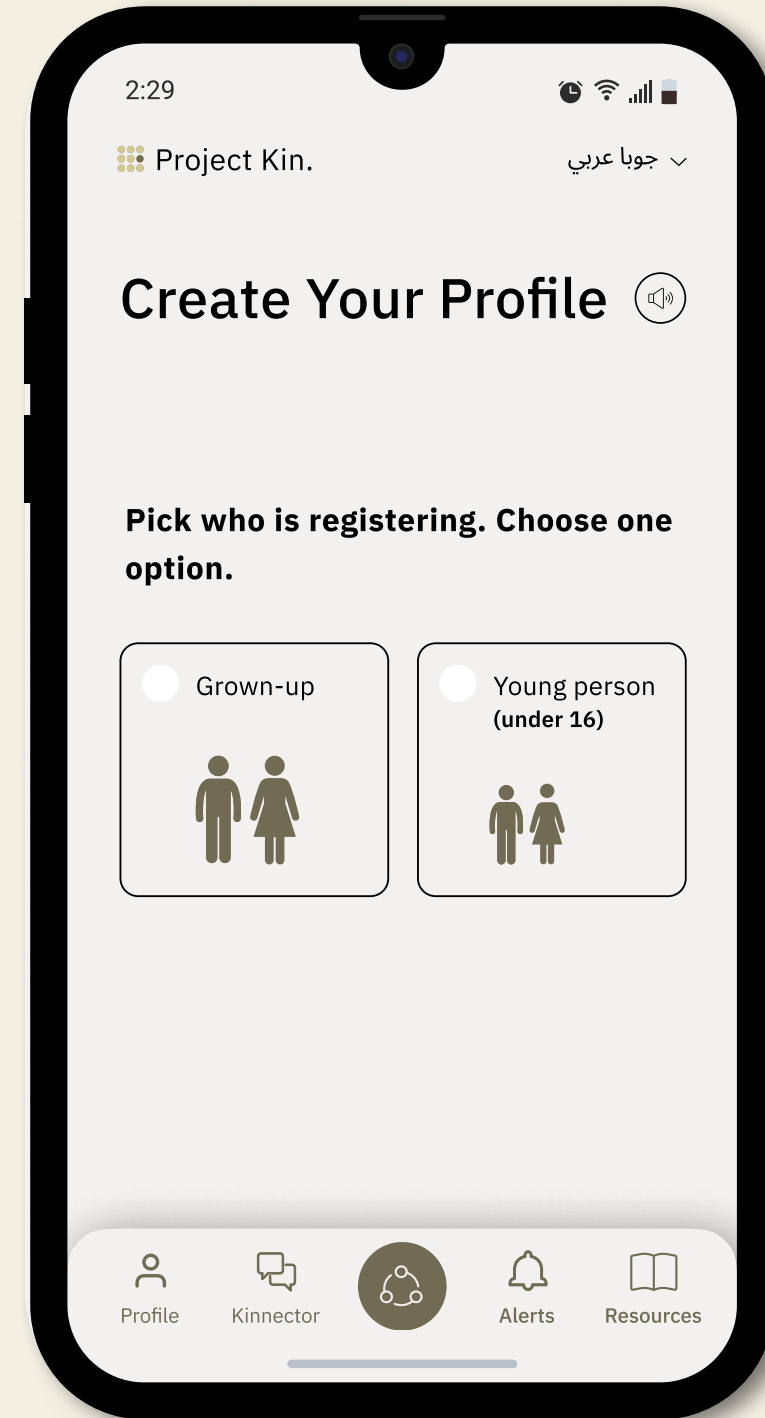 2:29
Project Kin.
جوبا عربي
Create Your Profile
Pick who is registering. Choose one
option.
Grown-up
Young person
(under 16)
Profile
Kinnector
Alerts
Resources